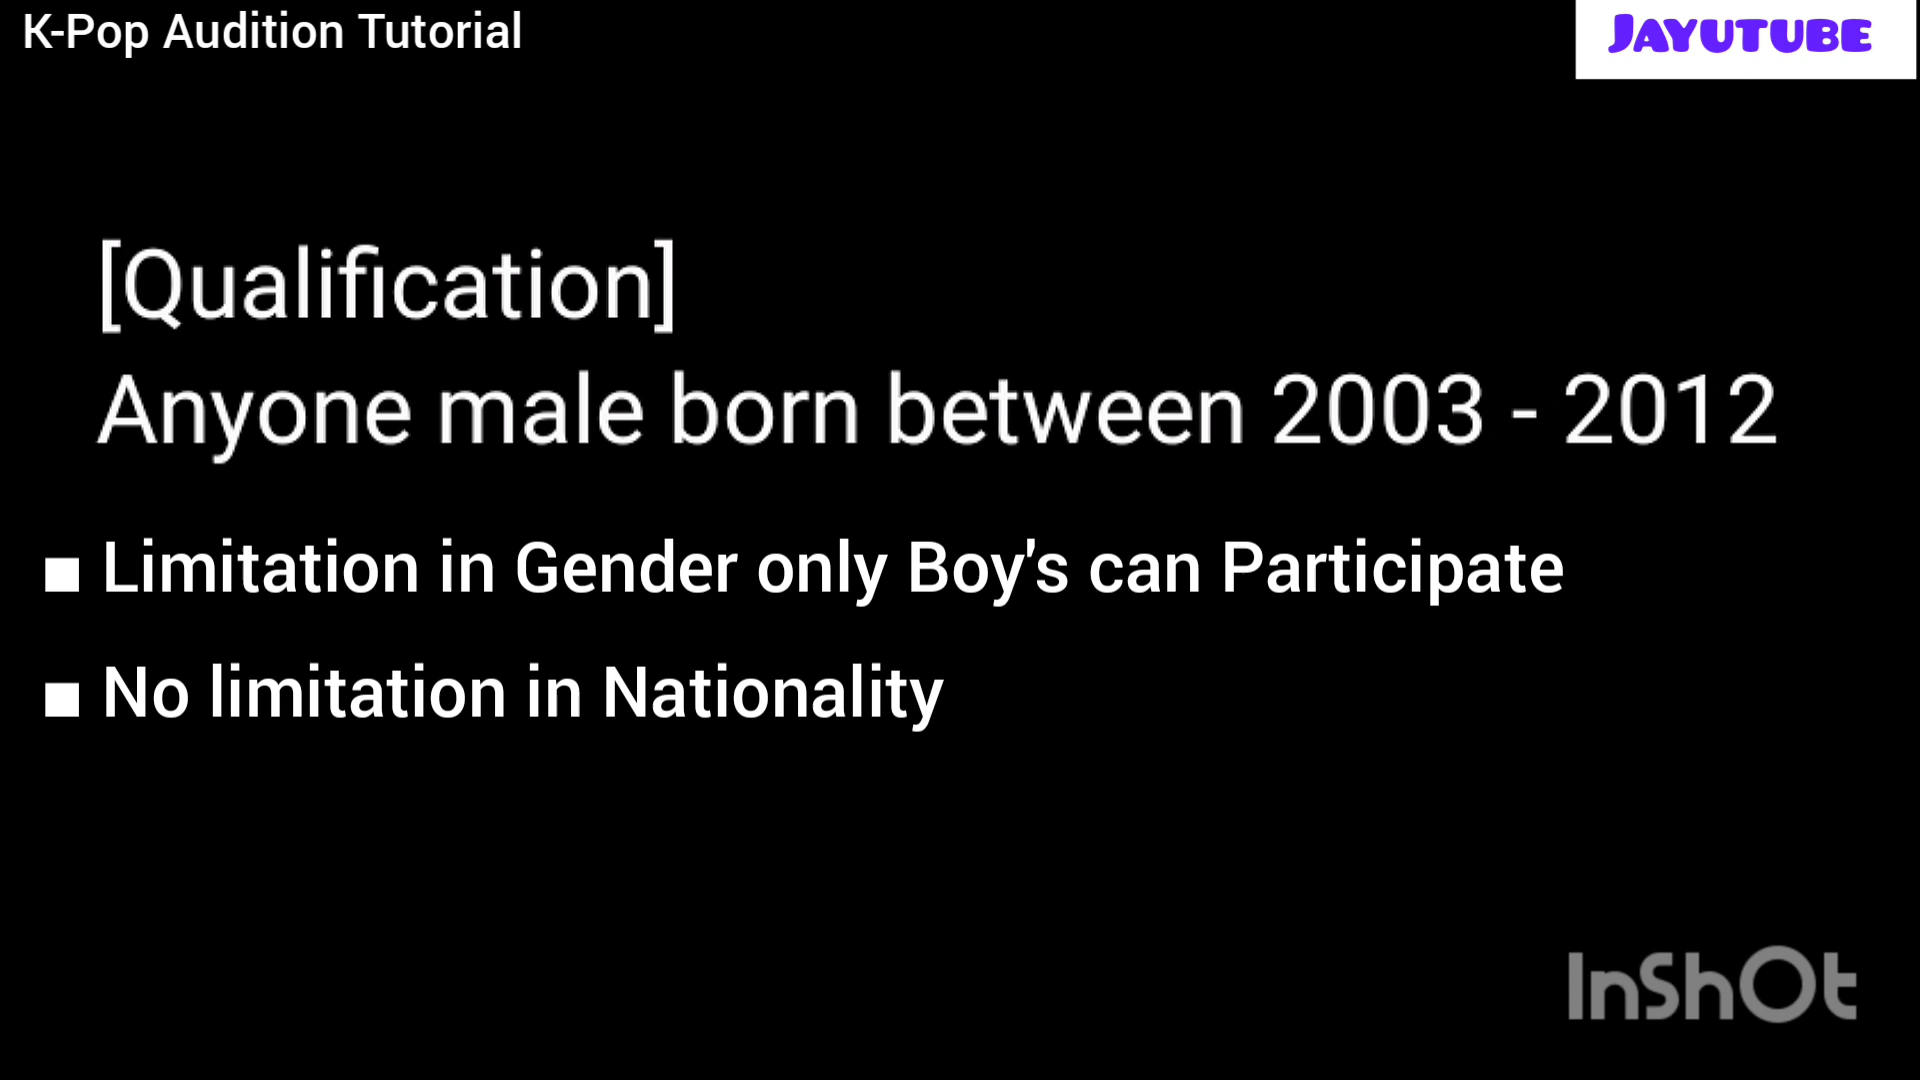 K-Pop Audition Tutorial
JAYUTUBE
[Qualification]
Anyone male born between 2003 - 2012
■ Limitation in Gender only Boy's can Participate
■ No limitation in Nationality
InShOt